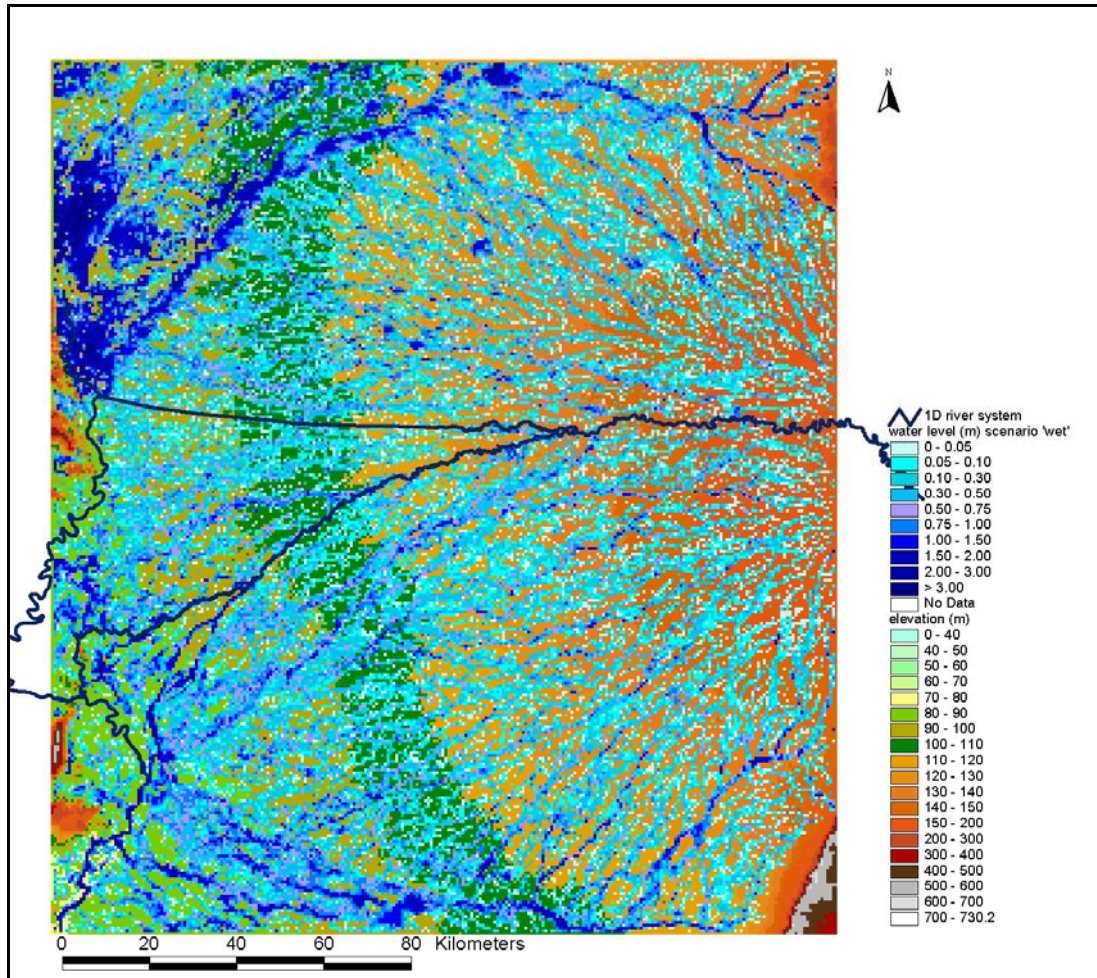 N
1D river system
water level (m) scenario 'wet'
0 - 0.05
0.05 - 0.10
0.10 - 0.30
0.30 - 0.50
0.50 - 0.75
0.75 - 1.00
1.00 - 1.50
1.50 - 2.00
2.00 - 3.00
> 3.00
No Data
elevation (m)
0 - 40
40 - 50
50 - 60
60 - 70
70 - 80
80 - 90
90 - 100
100 - 110
110 - 120
120 - 130
130 - 140
140 - 150
150 - 200
200 - 300
300 - 400
400 - 500
500 - 600
600 - 700
700 - 730.2
0 20 40 60 80 Kilometers